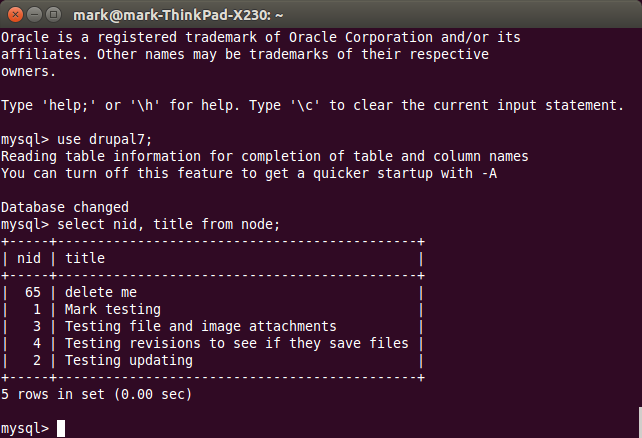 mark@mark-ThinkPad-X230: ~
Oracle is a registered trademark of Oracle Corporation and/or its
affiliates. Other names may be trademarks of their respective
owners.

Type 'help;' or '\h' for help. Type '\c' to clear the current input statement.

mysql> use drupal7;
Reading table information for completion of table and column names
You can turn off this feature to get a quicker startup with -A

Database changed
mysql> select nid, title from node;
+-----+---------------------------------------------+
| nid | title                                       |
+-----+---------------------------------------------+
|  65 | delete me                                   |
|   1 | Mark testing                                |
|   3 | Testing file and image attachments          |
|   4 | Testing revisions to see if they save files |
|   2 | Testing updating                            |
+-----+---------------------------------------------+
5 rows in set (0.00 sec)

mysql>